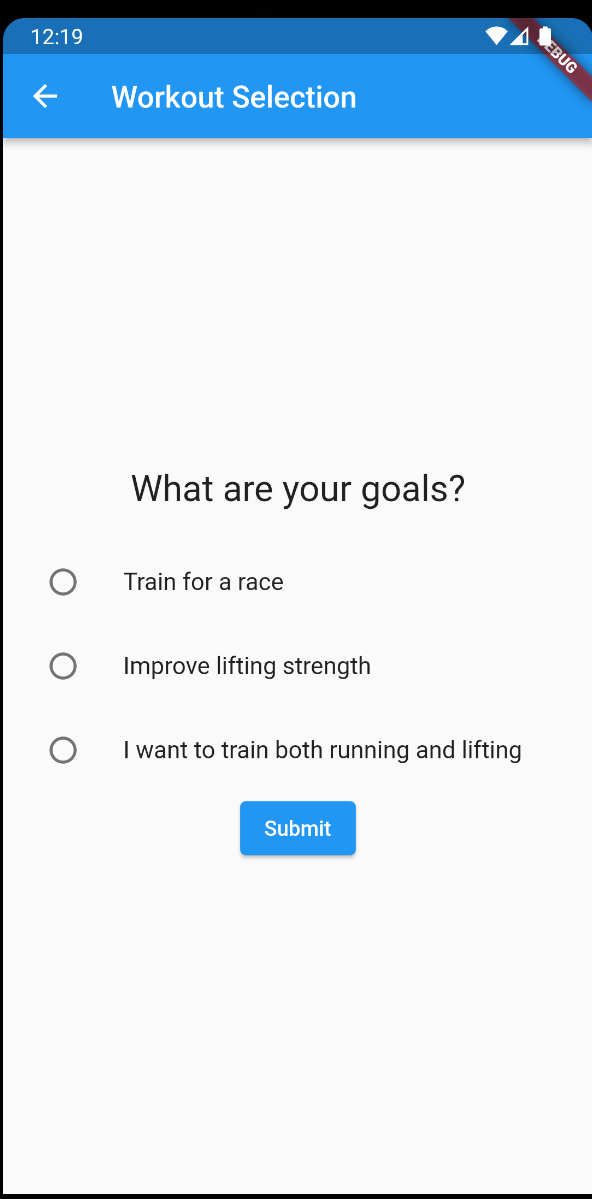 12:19
DEBUG
Workout Selection
What are your goals?
Train for a race
Improve lifting strength
I want to train both running and lifting
Submit